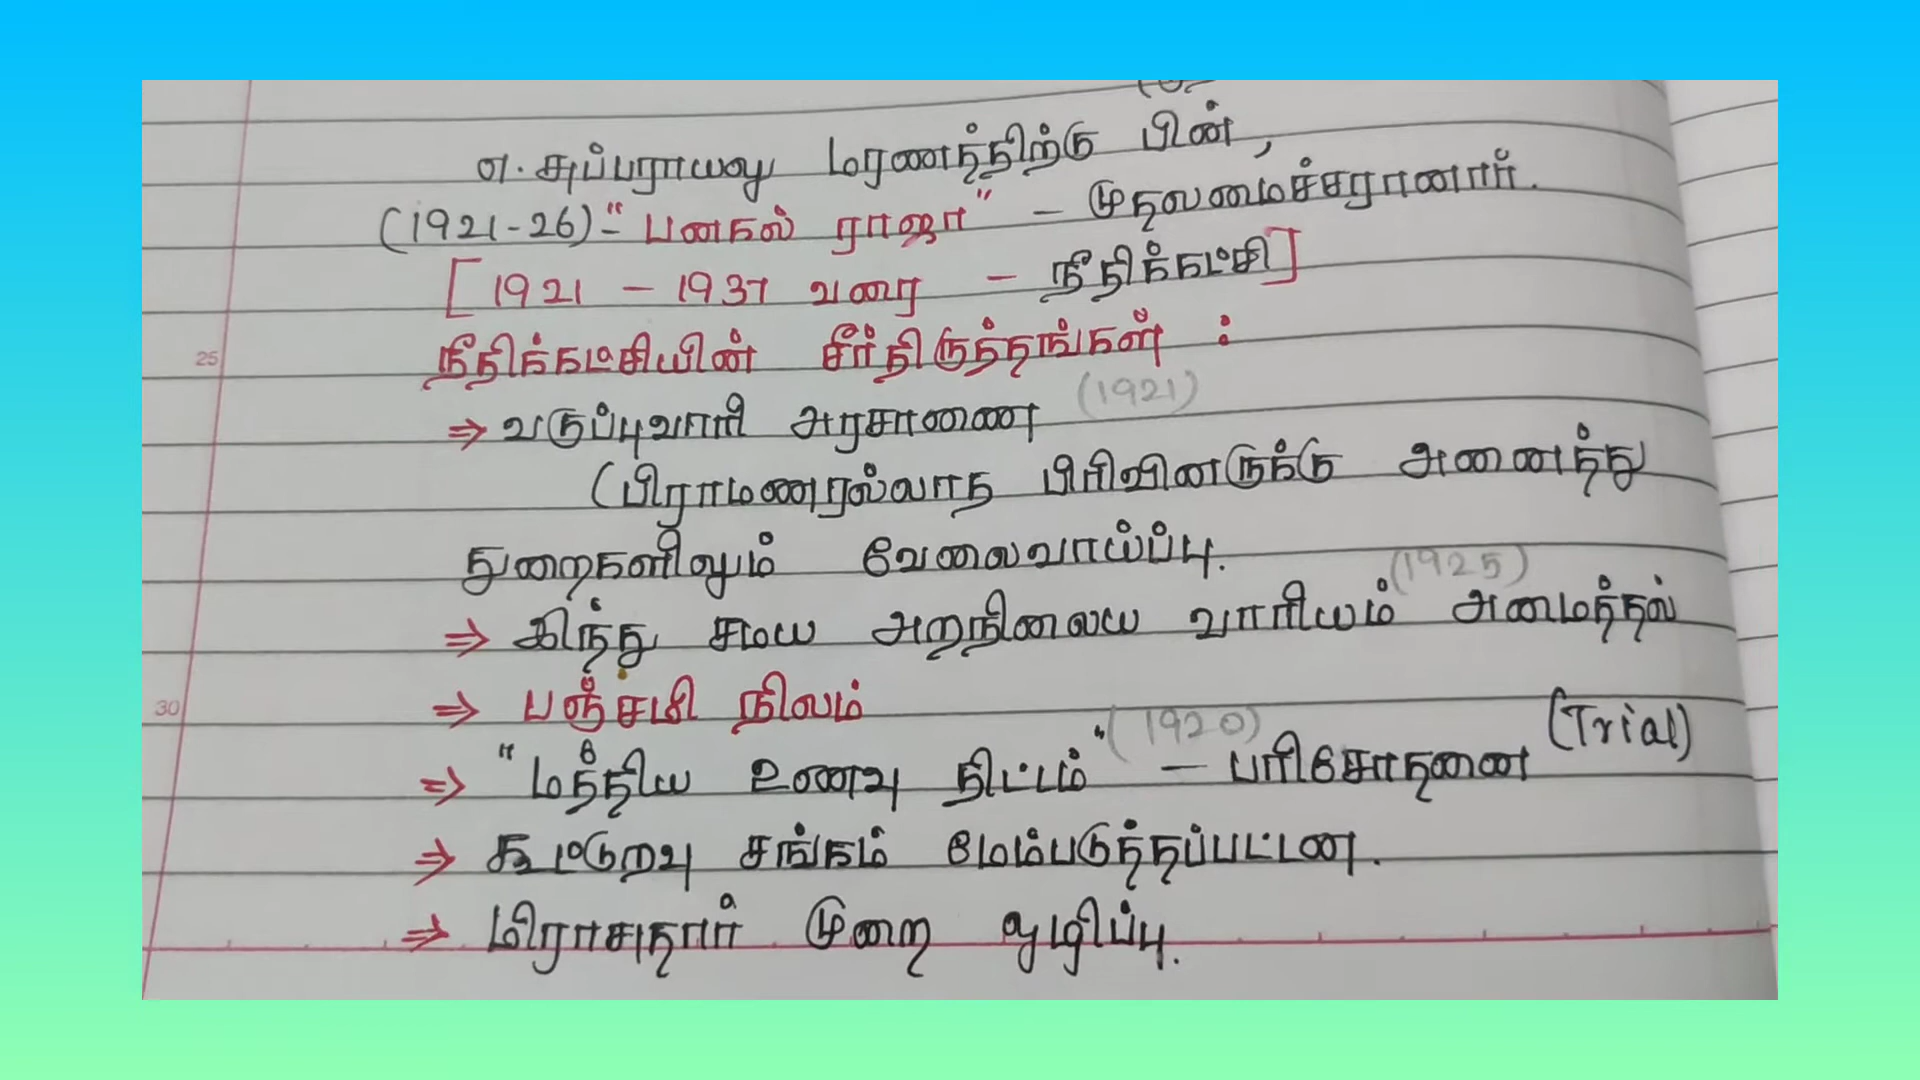 எ. சுப்பராயலு மரணத்திற்கு பின்,
(1921-26) - "பனகல் ராஜா" - முதலமைச்சரானார்.
[1921 - 1937 வரை - நீதிக்கட்சி]
25 நீதிக்கட்சியின் சீர்திருத்தங்கள் :
⇒ வகுப்புவாரி அரசாணை (1921)
(பிராமணரல்லாத பிரிவினருக்கு அனைத்து
துறைகளிலும் வேலைவாய்ப்பு.
⇒ இந்து சமய அறநிலைய வாரியம் (1925) அமைத்தல்
30 ⇒ பஞ்சமி நிலம்
⇒ "மத்திய உணவு திட்டம்" (1920) - பரிசோதனை (Trial)
⇒ கூட்டுறவு சங்கம் மேம்படுத்தப்பட்டன.
⇒ மிராசுதார் முறை ஒழிப்பு.